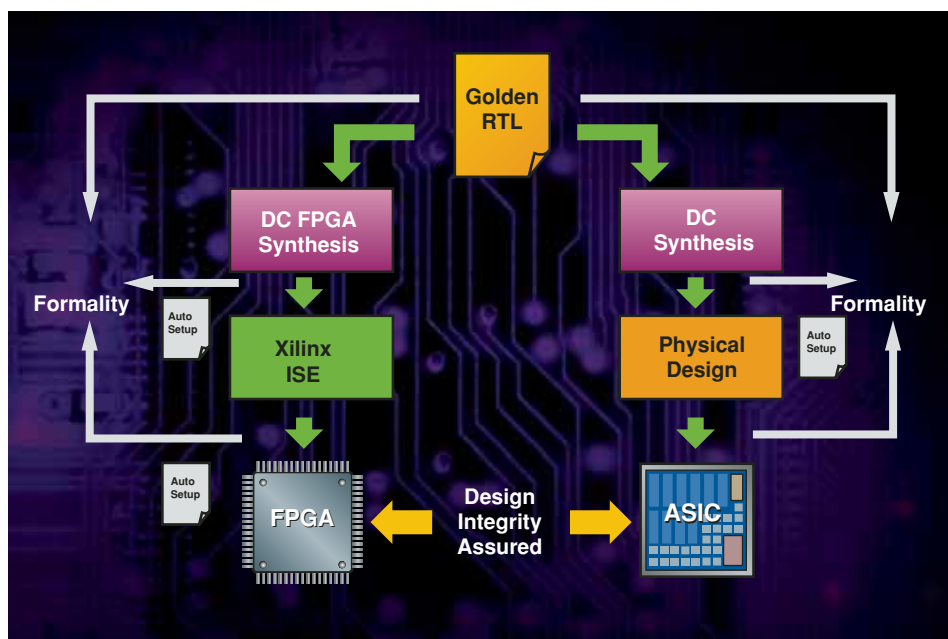 Golden
RTL
DC FPGA
Synthesis
DC
Synthesis
Formality
Auto
Setup
Xilinx
ISE
Physical
Design
Auto
Setup
Formality
Auto
Setup
FPGA
Design
Integrity
Assured
ASIC